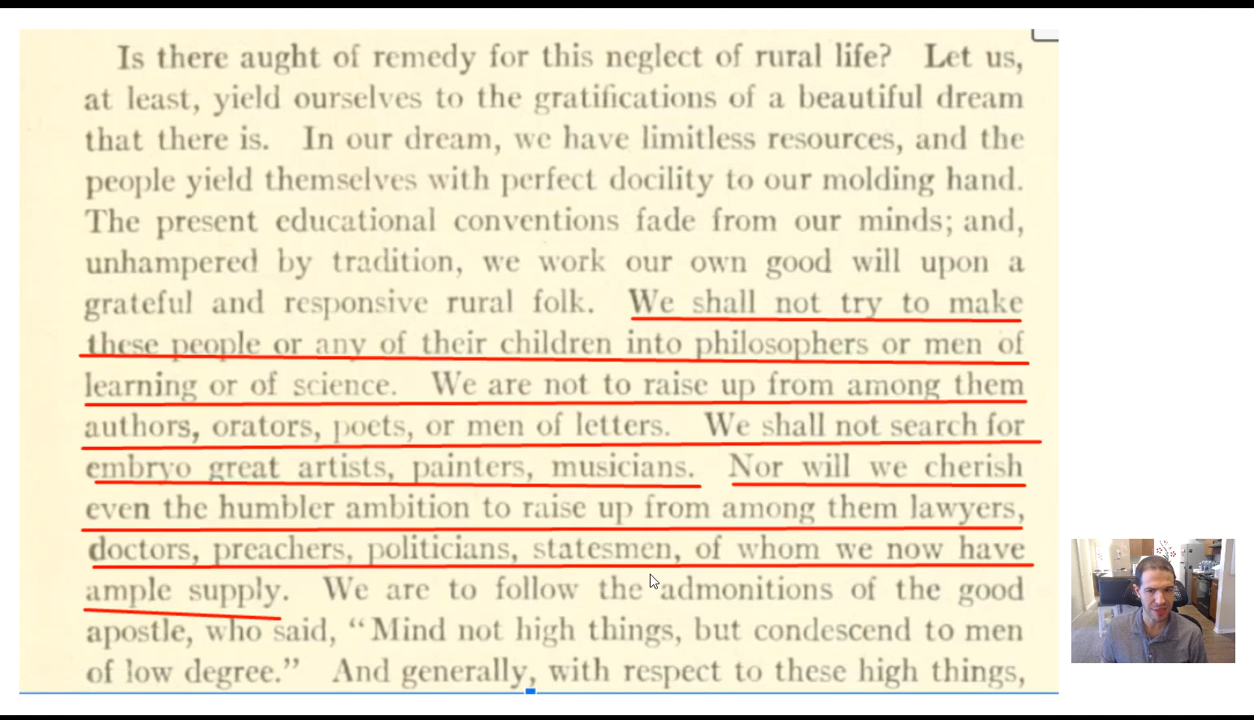 Is there aught of remedy for this neglect of rural life? Let us,
at least, yield ourselves to the gratifications of a beautiful dream
that there is. In our dream, we have limitless resources, and the
people yield themselves with perfect docility to our molding hand.
The present educational conventions fade from our minds; and,
unhampered by tradition, we work our own good will upon a
grateful and responsive rural folk. We shall not try to make
these people or any of their children into philosophers or men of
learning or of science. We are not to raise up from among them
authors, orators, poets, or men of letters. We shall not search for
embryo great artists, painters, musicians. Nor will we cherish
even the humbler ambition to raise up from among them lawyers,
doctors, preachers, politicians, statesmen, of whom we now have
ample supply. We are to follow the admonitions of the good
apostle, who said, “Mind not high things, but condescend to men
of low degree.” And generally, with respect to these high things,